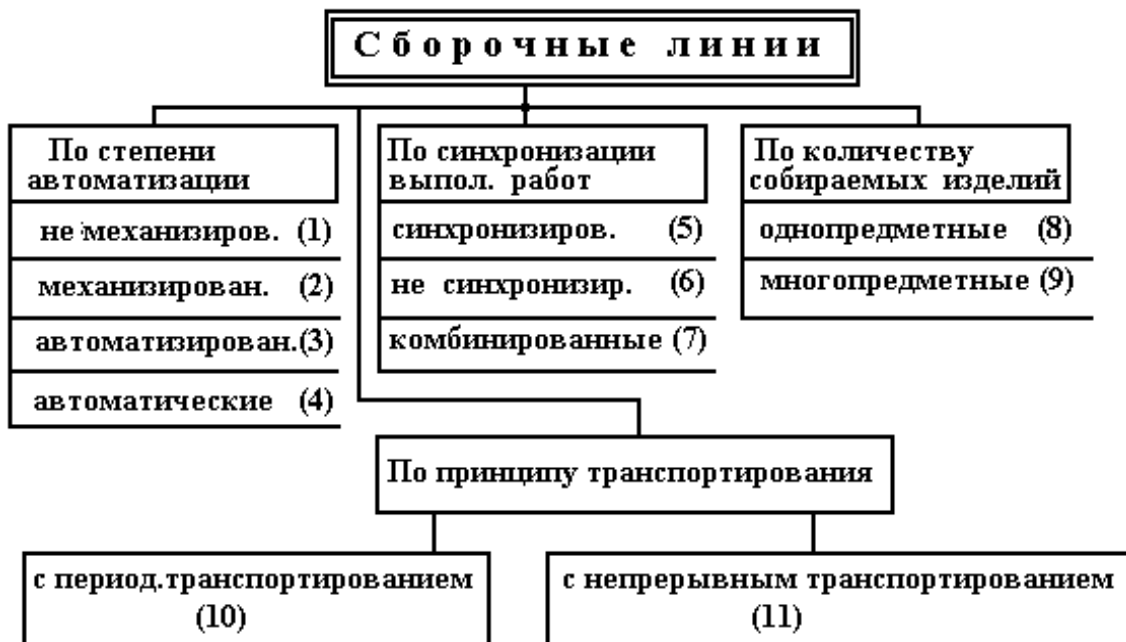 Сборочные линии
По степени
автоматизации
не механизиров. (1)
механизирован. (2)
автоматизирован.(3)
автоматические (4)
По синхронизации
выпол. работ
синхронизиров. (5)
не синхронизир. (6)
комбинированные (7)
По количеству
собираемых изделий
однопредметные (8)
многопредметные (9)
По принципу транспортирования
с период.транспортированием
(10)
с непрерывным транспортированием
(11)